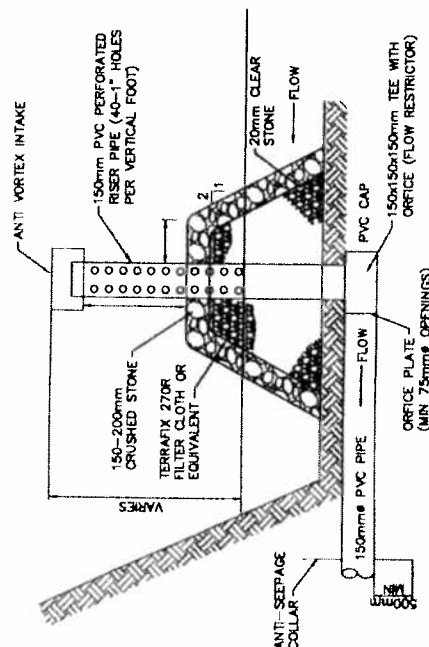 ANTI VORTEX INTAKE
150mm PVC PERFORATED
RISER PIPE (40-1" HOLES
PER VERTICAL FOOT)
20mm CLEAR
STONE
FLOW
2
1
150-200mm
CRUSHED STONE
TERRAFIX 270R
FILTER CLOTH OR
EQUIVALENT
VARIES
PVC CAP
150x150x150mm TEE WITH
ORIFICE (FLOW RESTRICTOR)
FLOW
150mmø PVC PIPE
ORFICE PLATE
(MIN 75mmø OPENINGS)
ANTI-SEEPAGE
COLLAR
500mm
MIN